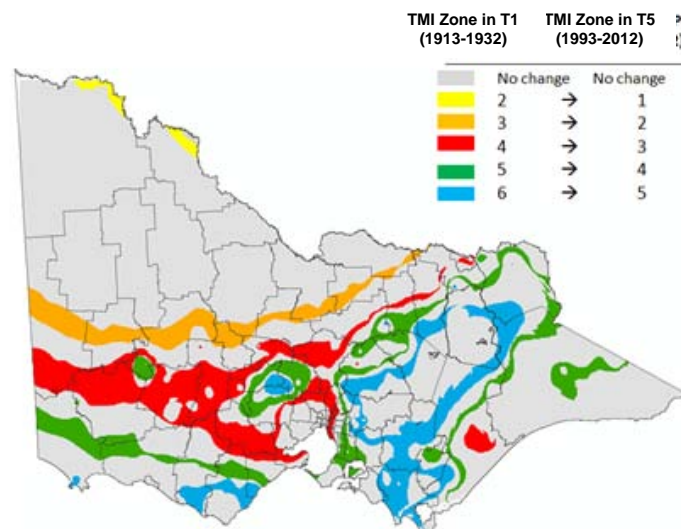 TMI Zone in T1 TMI Zone in T5
(1913-1932) (1993-2012)
No change No change
2 → 1
3 → 2
4 → 3
5 → 4
6 → 5